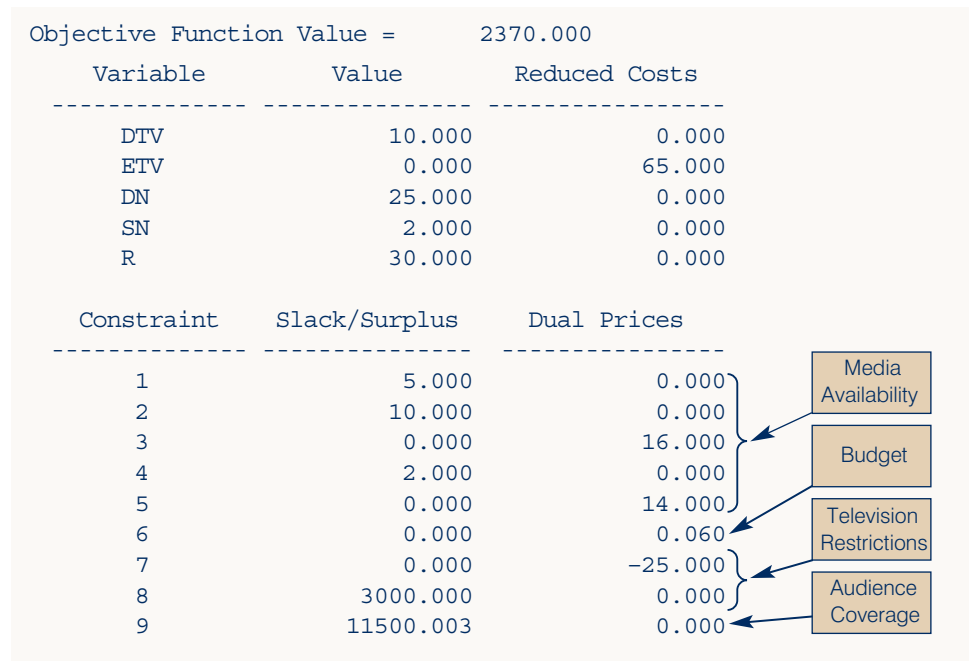 Objective Function Value = 2370.000
Variable Value Reduced Costs
-------------- --------------- -----------------
DTV 10.000 0.000
ETV 0.000 65.000
DN 25.000 0.000
SN 2.000 0.000
R 30.000 0.000
Constraint Slack/Surplus Dual Prices
-------------- --------------- ----------------
1 5.000 0.000
2 10.000 0.000
3 0.000 16.000
4 2.000 0.000
5 0.000 14.000
6 0.000 0.060
7 0.000 −25.000
8 3000.000 0.000
9 11500.003 0.000
Media
Availability
Budget
Television
Restrictions
Audience
Coverage